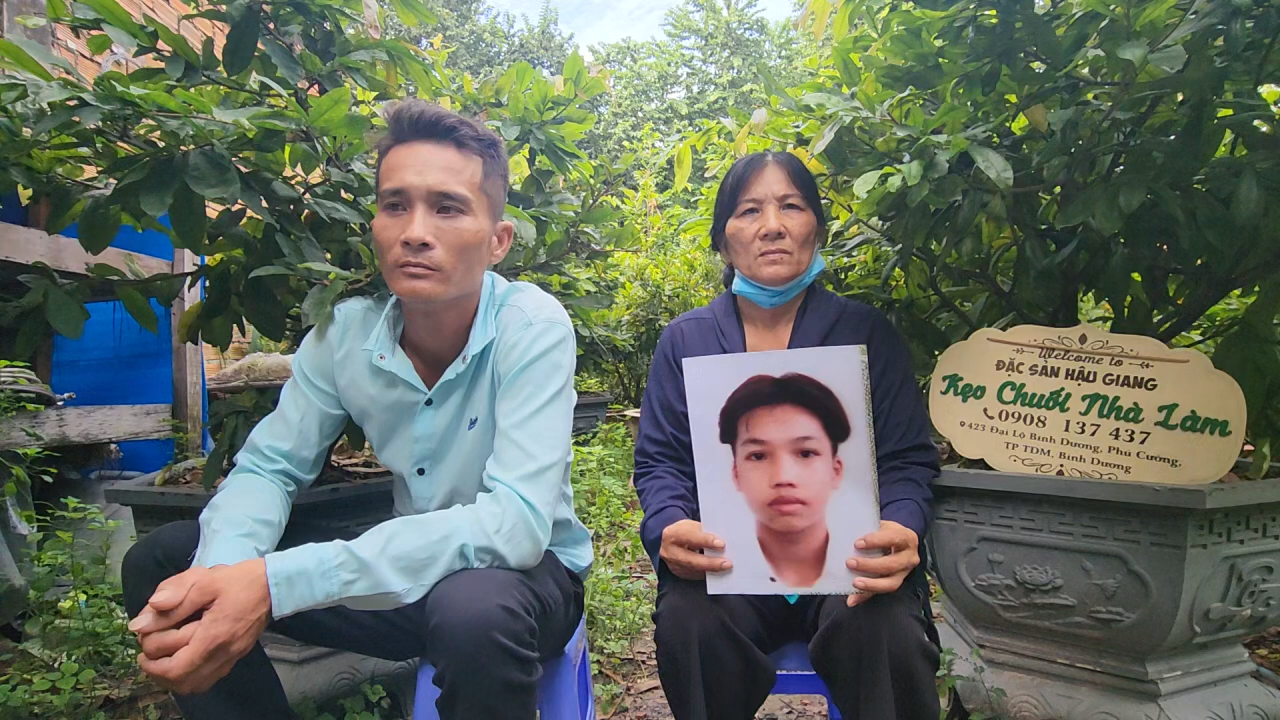 Welcome to
ĐẶC SẢN HẬU GIANG
Kẹo Chuối Nhà Làm
0908 137 437
423 Đại Lộ Bình Dương, Phú Cường,
TP TDM, Bình Dương